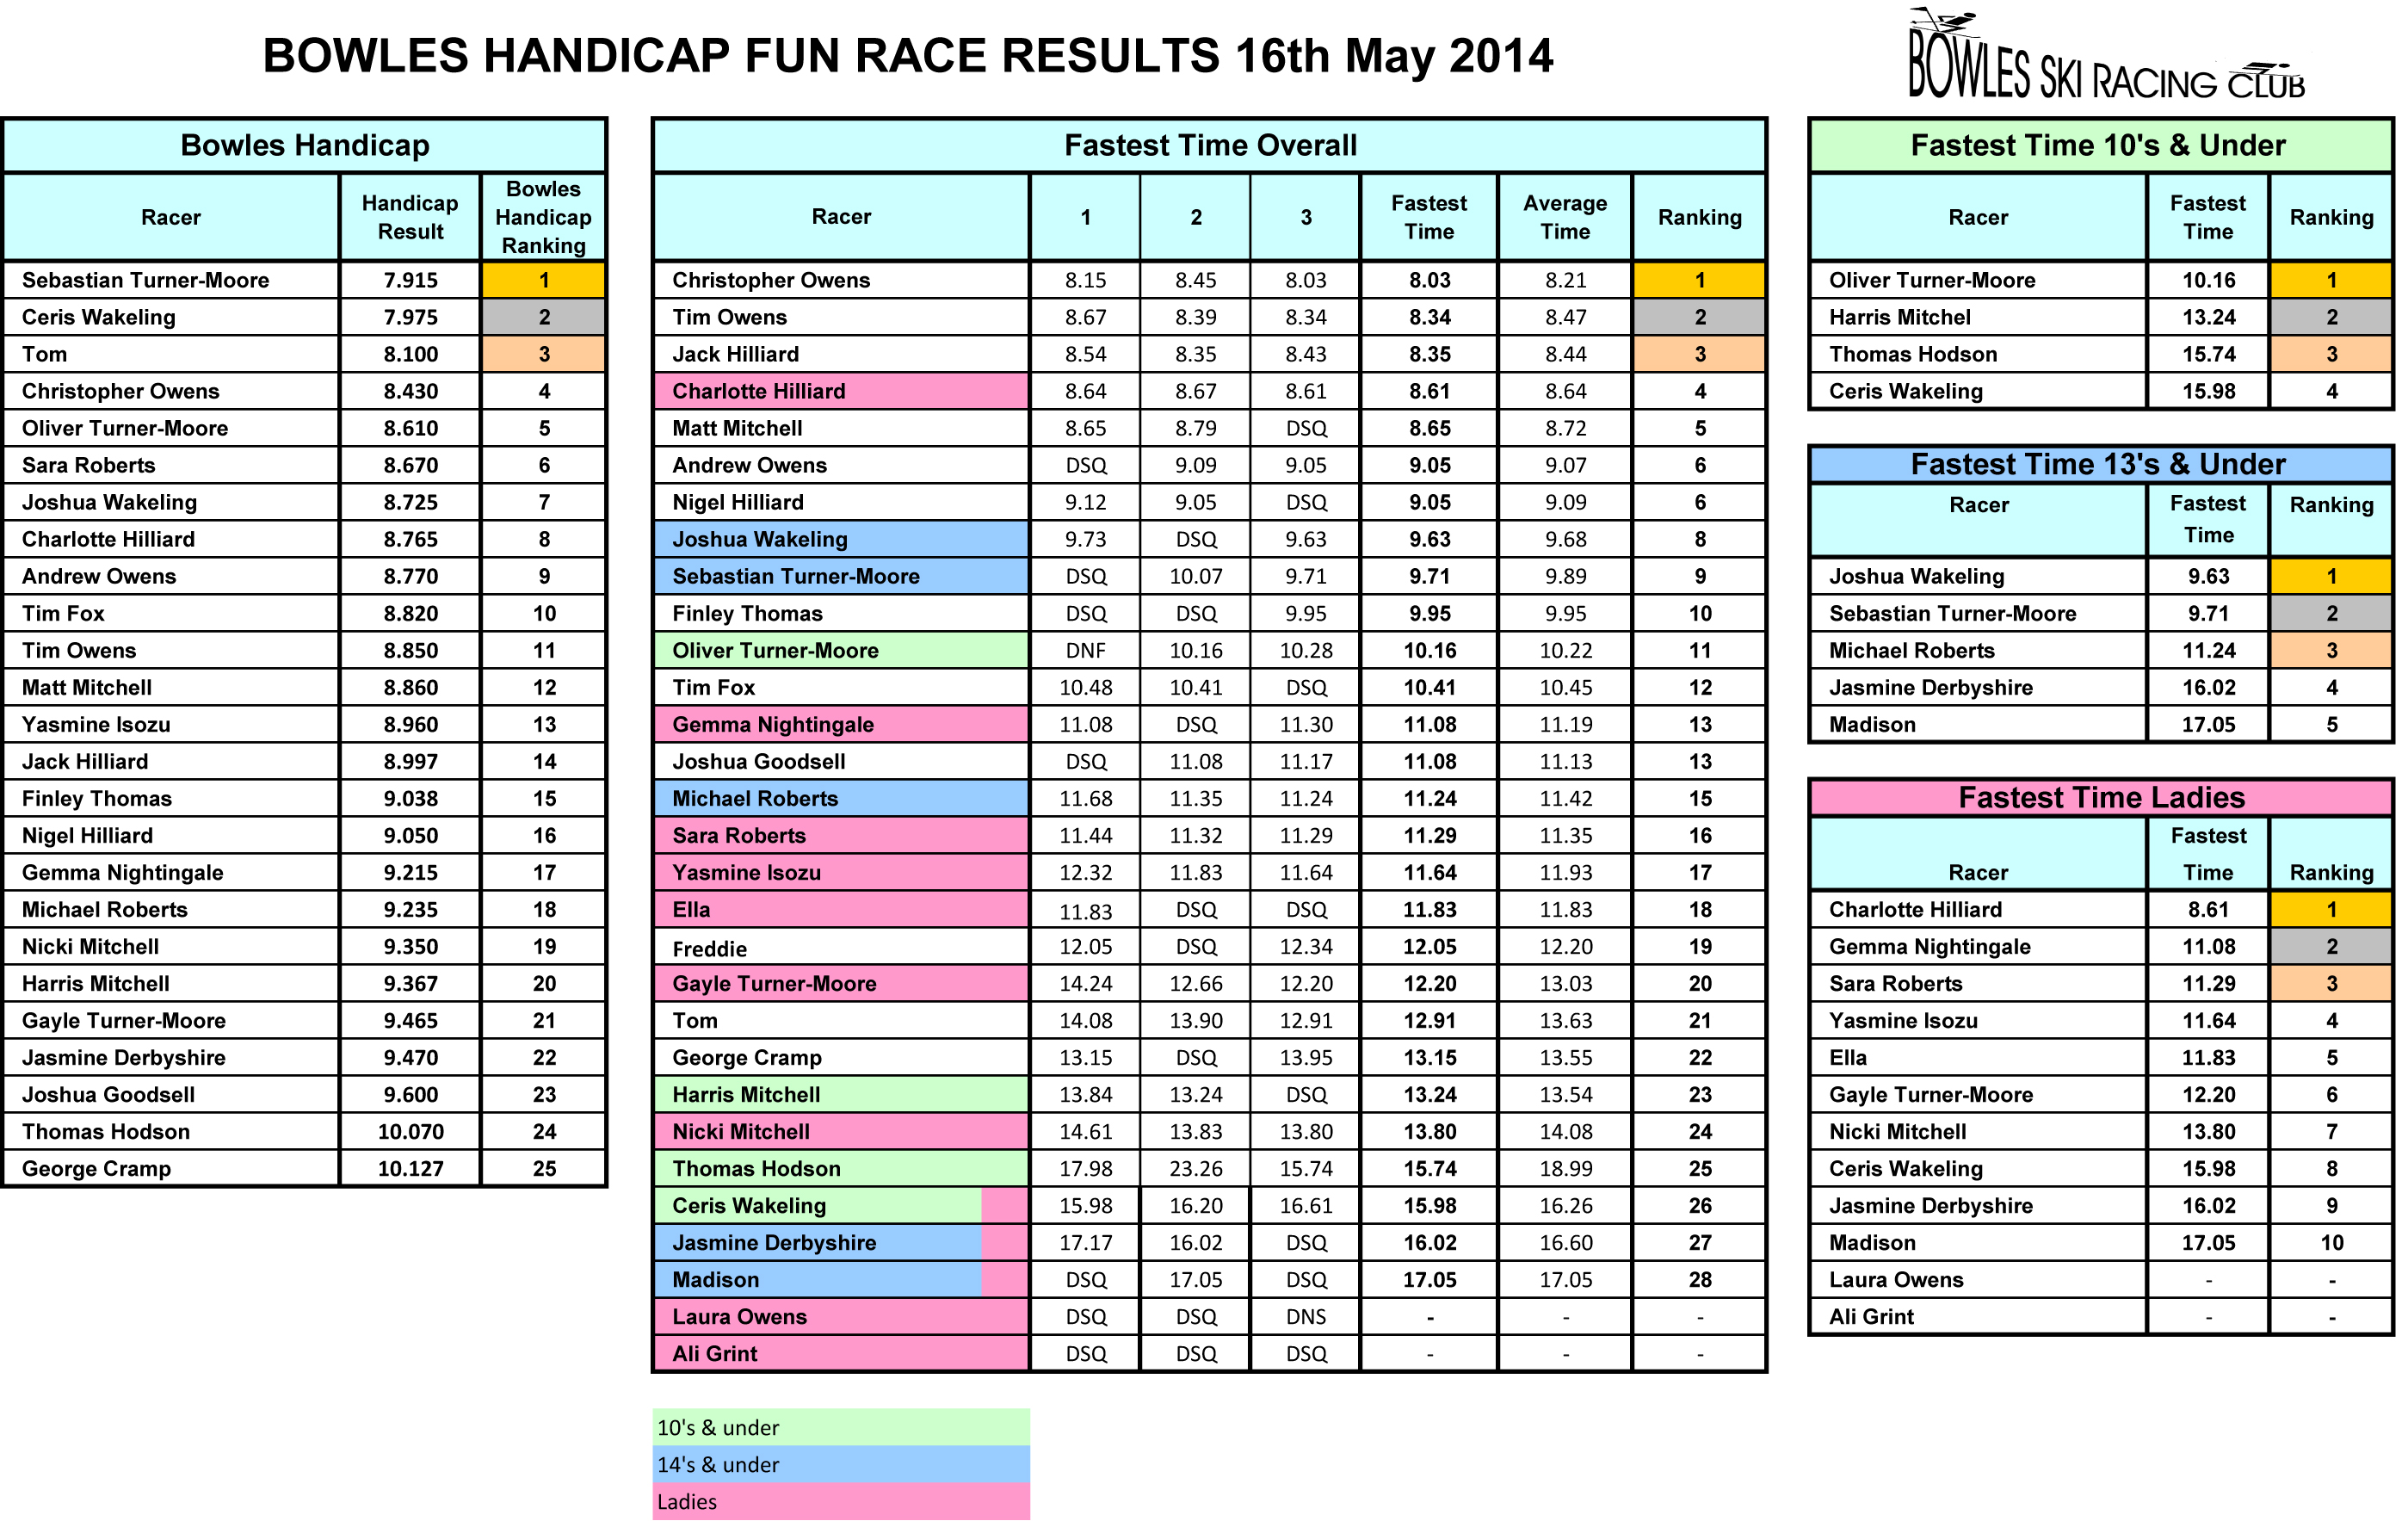 BOWLES HANDICAP FUN RACE RESULTS 16th May 2014
BOWLES SKI RACING CLUB
Bowles Handicap
Racer Handicap Result Bowles Handicap Ranking
Sebastian Turner-Moore 7.915 1
Ceris Wakeling 7.975 2
Tom 8.100 3
Christopher Owens 8.430 4
Oliver Turner-Moore 8.610 5
Sara Roberts 8.670 6
Joshua Wakeling 8.725 7
Charlotte Hilliard 8.765 8
Andrew Owens 8.770 9
Tim Fox 8.820 10
Tim Owens 8.850 11
Matt Mitchell 8.860 12
Yasmine Isozu 8.960 13
Jack Hilliard 8.997 14
Finley Thomas 9.038 15
Nigel Hilliard 9.050 16
Gemma Nightingale 9.215 17
Michael Roberts 9.235 18
Nicki Mitchell 9.350 19
Harris Mitchell 9.367 20
Gayle Turner-Moore 9.465 21
Jasmine Derbyshire 9.470 22
Joshua Goodsell 9.600 23
Thomas Hodson 10.070 24
George Cramp 10.127 25
Fastest Time Overall
Racer 1 2 3 Fastest Time Average Time Ranking
Christopher Owens 8.15 8.45 8.03 8.03 8.21 1
Tim Owens 8.67 8.39 8.34 8.34 8.47 2
Jack Hilliard 8.54 8.35 8.43 8.35 8.44 3
Charlotte Hilliard 8.64 8.67 8.61 8.61 8.64 4
Matt Mitchell 8.65 8.79 DSQ 8.65 8.72 5
Andrew Owens DSQ 9.09 9.05 9.05 9.07 6
Nigel Hilliard 9.12 9.05 DSQ 9.05 9.09 6
Joshua Wakeling 9.73 DSQ 9.63 9.63 9.68 8
Sebastian Turner-Moore DSQ 10.07 9.71 9.71 9.89 9
Finley Thomas DSQ DSQ 9.95 9.95 9.95 10
Oliver Turner-Moore DNF 10.16 10.28 10.16 10.22 11
Tim Fox 10.48 10.41 DSQ 10.41 10.45 12
Gemma Nightingale 11.08 DSQ 11.30 11.08 11.19 13
Joshua Goodsell DSQ 11.08 11.17 11.08 11.13 13
Michael Roberts 11.68 11.35 11.24 11.24 11.42 15
Sara Roberts 11.44 11.32 11.29 11.29 11.35 16
Yasmine Isozu 12.32 11.83 11.64 11.64 11.93 17
Ella 11.83 DSQ DSQ 11.83 11.83 18
Freddie 12.05 DSQ 12.34 12.05 12.20 19
Gayle Turner-Moore 14.24 12.66 12.20 12.20 13.03 20
Tom 14.08 13.90 12.91 12.91 13.63 21
George Cramp 13.15 DSQ 13.95 13.15 13.55 22
Harris Mitchell 13.84 13.24 DSQ 13.24 13.54 23
Nicki Mitchell 14.61 13.83 13.80 13.80 14.08 24
Thomas Hodson 17.98 23.26 15.74 15.74 18.99 25
Ceris Wakeling 15.98 16.20 16.61 15.98 16.26 26
Jasmine Derbyshire 17.17 16.02 DSQ 16.02 16.60 27
Madison DSQ 17.05 DSQ 17.05 17.05 28
Laura Owens DSQ DSQ DNS - - -
Ali Grint DSQ DSQ DSQ - - -
10's & under
14's & under
Ladies
Fastest Time 10's & Under
Racer Fastest Time Ranking
Oliver Turner-Moore 10.16 1
Harris Mitchel 13.24 2
Thomas Hodson 15.74 3
Ceris Wakeling 15.98 4
Fastest Time 13's & Under
Racer Fastest Time Ranking
Joshua Wakeling 9.63 1
Sebastian Turner-Moore 9.71 2
Michael Roberts 11.24 3
Jasmine Derbyshire 16.02 4
Madison 17.05 5
Fastest Time Ladies
Racer Fastest Time Ranking
Charlotte Hilliard 8.61 1
Gemma Nightingale 11.08 2
Sara Roberts 11.29 3
Yasmine Isozu 11.64 4
Ella 11.83 5
Gayle Turner-Moore 12.20 6
Nicki Mitchell 13.80 7
Ceris Wakeling 15.98 8
Jasmine Derbyshire 16.02 9
Madison 17.05 10
Laura Owens - -
Ali Grint - -